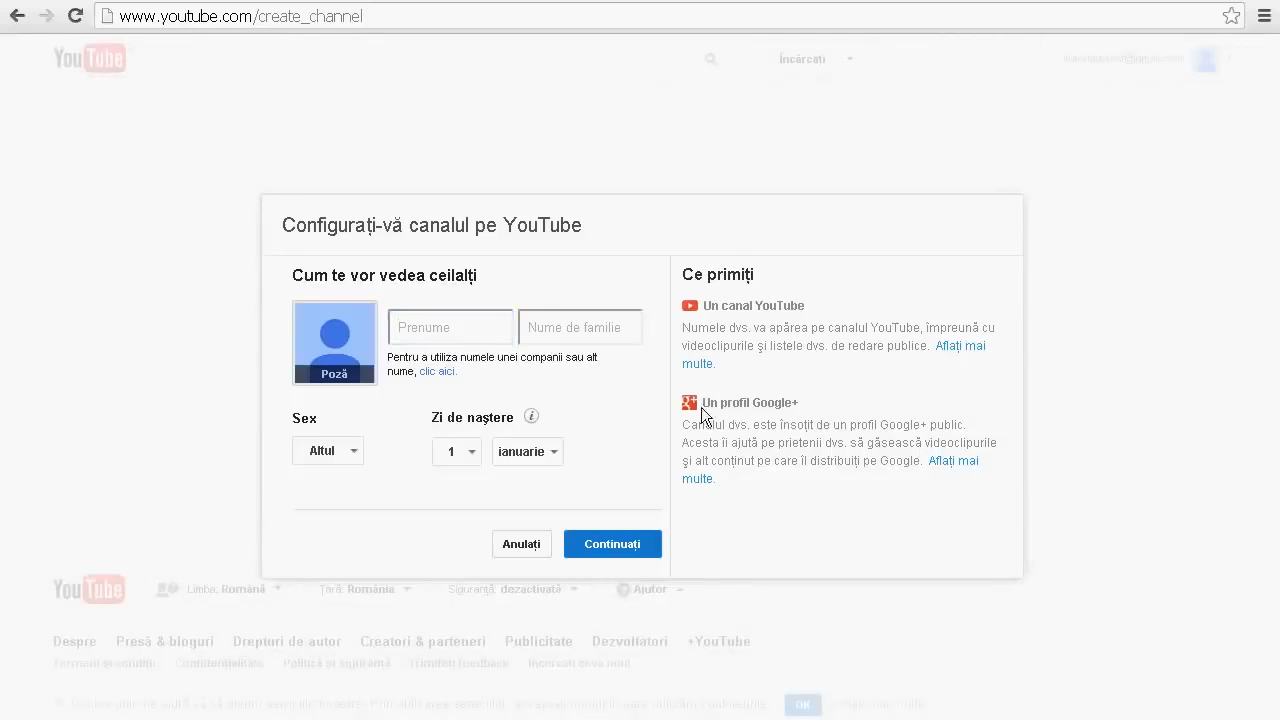 www.youtube.com/create_channel
YouTube
Încărcați
Configurați-vă canalul pe YouTube
Cum te vor vedea ceilalți
Poză
Prenume
Nume de familie
Pentru a utiliza numele unei companii sau alt
nume, clic aici.
Sex
Zi de naștere
Altul
1
ianuarie
Anulați
Continuați
Ce primiți
Un canal YouTube
Numele dvs. va apărea pe canalul YouTube, împreună cu
videoclipurile și listele dvs. de redare publice. Aflați mai
multe.
Un profil Google+
Canalul dvs. este însoțit de un profil Google+ public.
Acesta îi ajută pe prietenii dvs. să găsească videoclipurile
și alt conținut pe care îl distribuiți pe Google. Aflați mai
multe.
YouTube
Limba: Română
Țară: România
Siguranță: dezactivată
Ajutor
Despre Presă & bloguri Drepturi de autor Creatori & parteneri Publicitate Dezvoltatori +YouTube
Confidențialitate Politică și siguranță Trimiteți feedback
OK